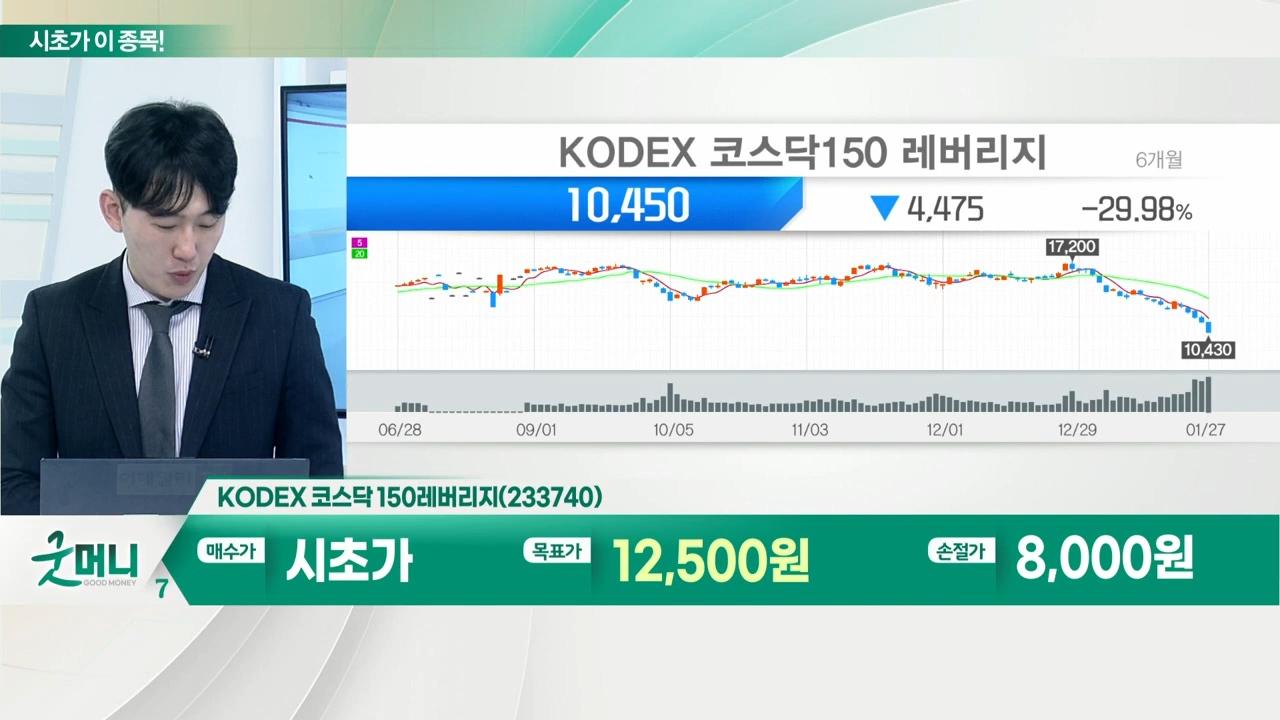 시초가 이 종목!
KODEX 코스닥150 레버리지
6개월
10,450
▼ 4,475
-29.98%
5
20
17,200
10,430
06/28
09/01
10/05
11/03
12/01
12/29
01/27
KODEX 코스닥 150레버리지(233740)
굿머니
GOOD MONEY
7
매수가 시초가
목표가 12,500원
손절가 8,000원